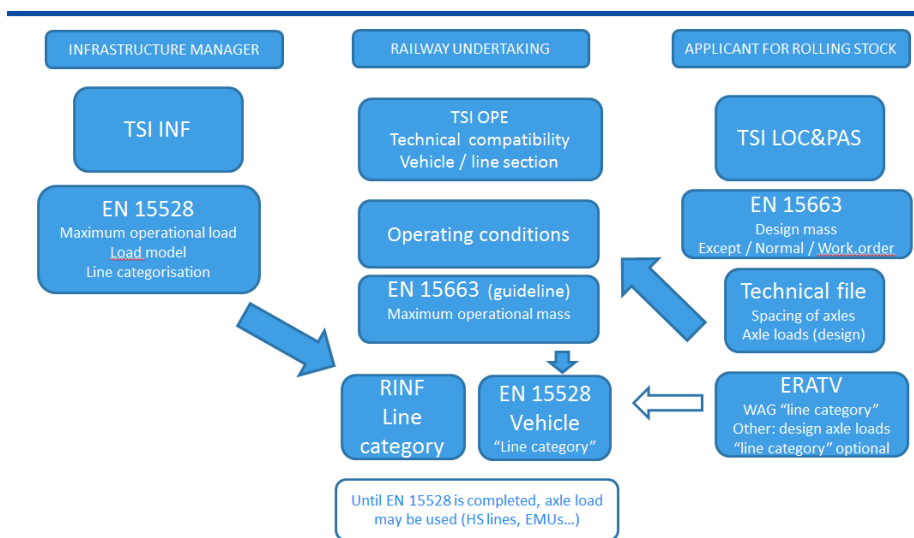 INFRASTRUCTURE MANAGER
RAILWAY UNDERTAKING
APPLICANT FOR ROLLING STOCK
TSI INF
EN 15528
Maximum operational load
Load model
Line categorisation
TSI OPE
Technical compatibility
Vehicle / line section
Operating conditions
EN 15663 (guideline)
Maximum operational mass
TSI LOC&PAS
EN 15663
Design mass
Except / Normal / Work.order
Technical file
Spacing of axles
Axle loads (design)
RINF
Line
category
EN 15528
Vehicle
"Line category"
ERATV
WAG "line category"
Other: design axle loads
"line category" optional
Until EN 15528 is completed, axle load
may be used (HS lines, EMUs...)